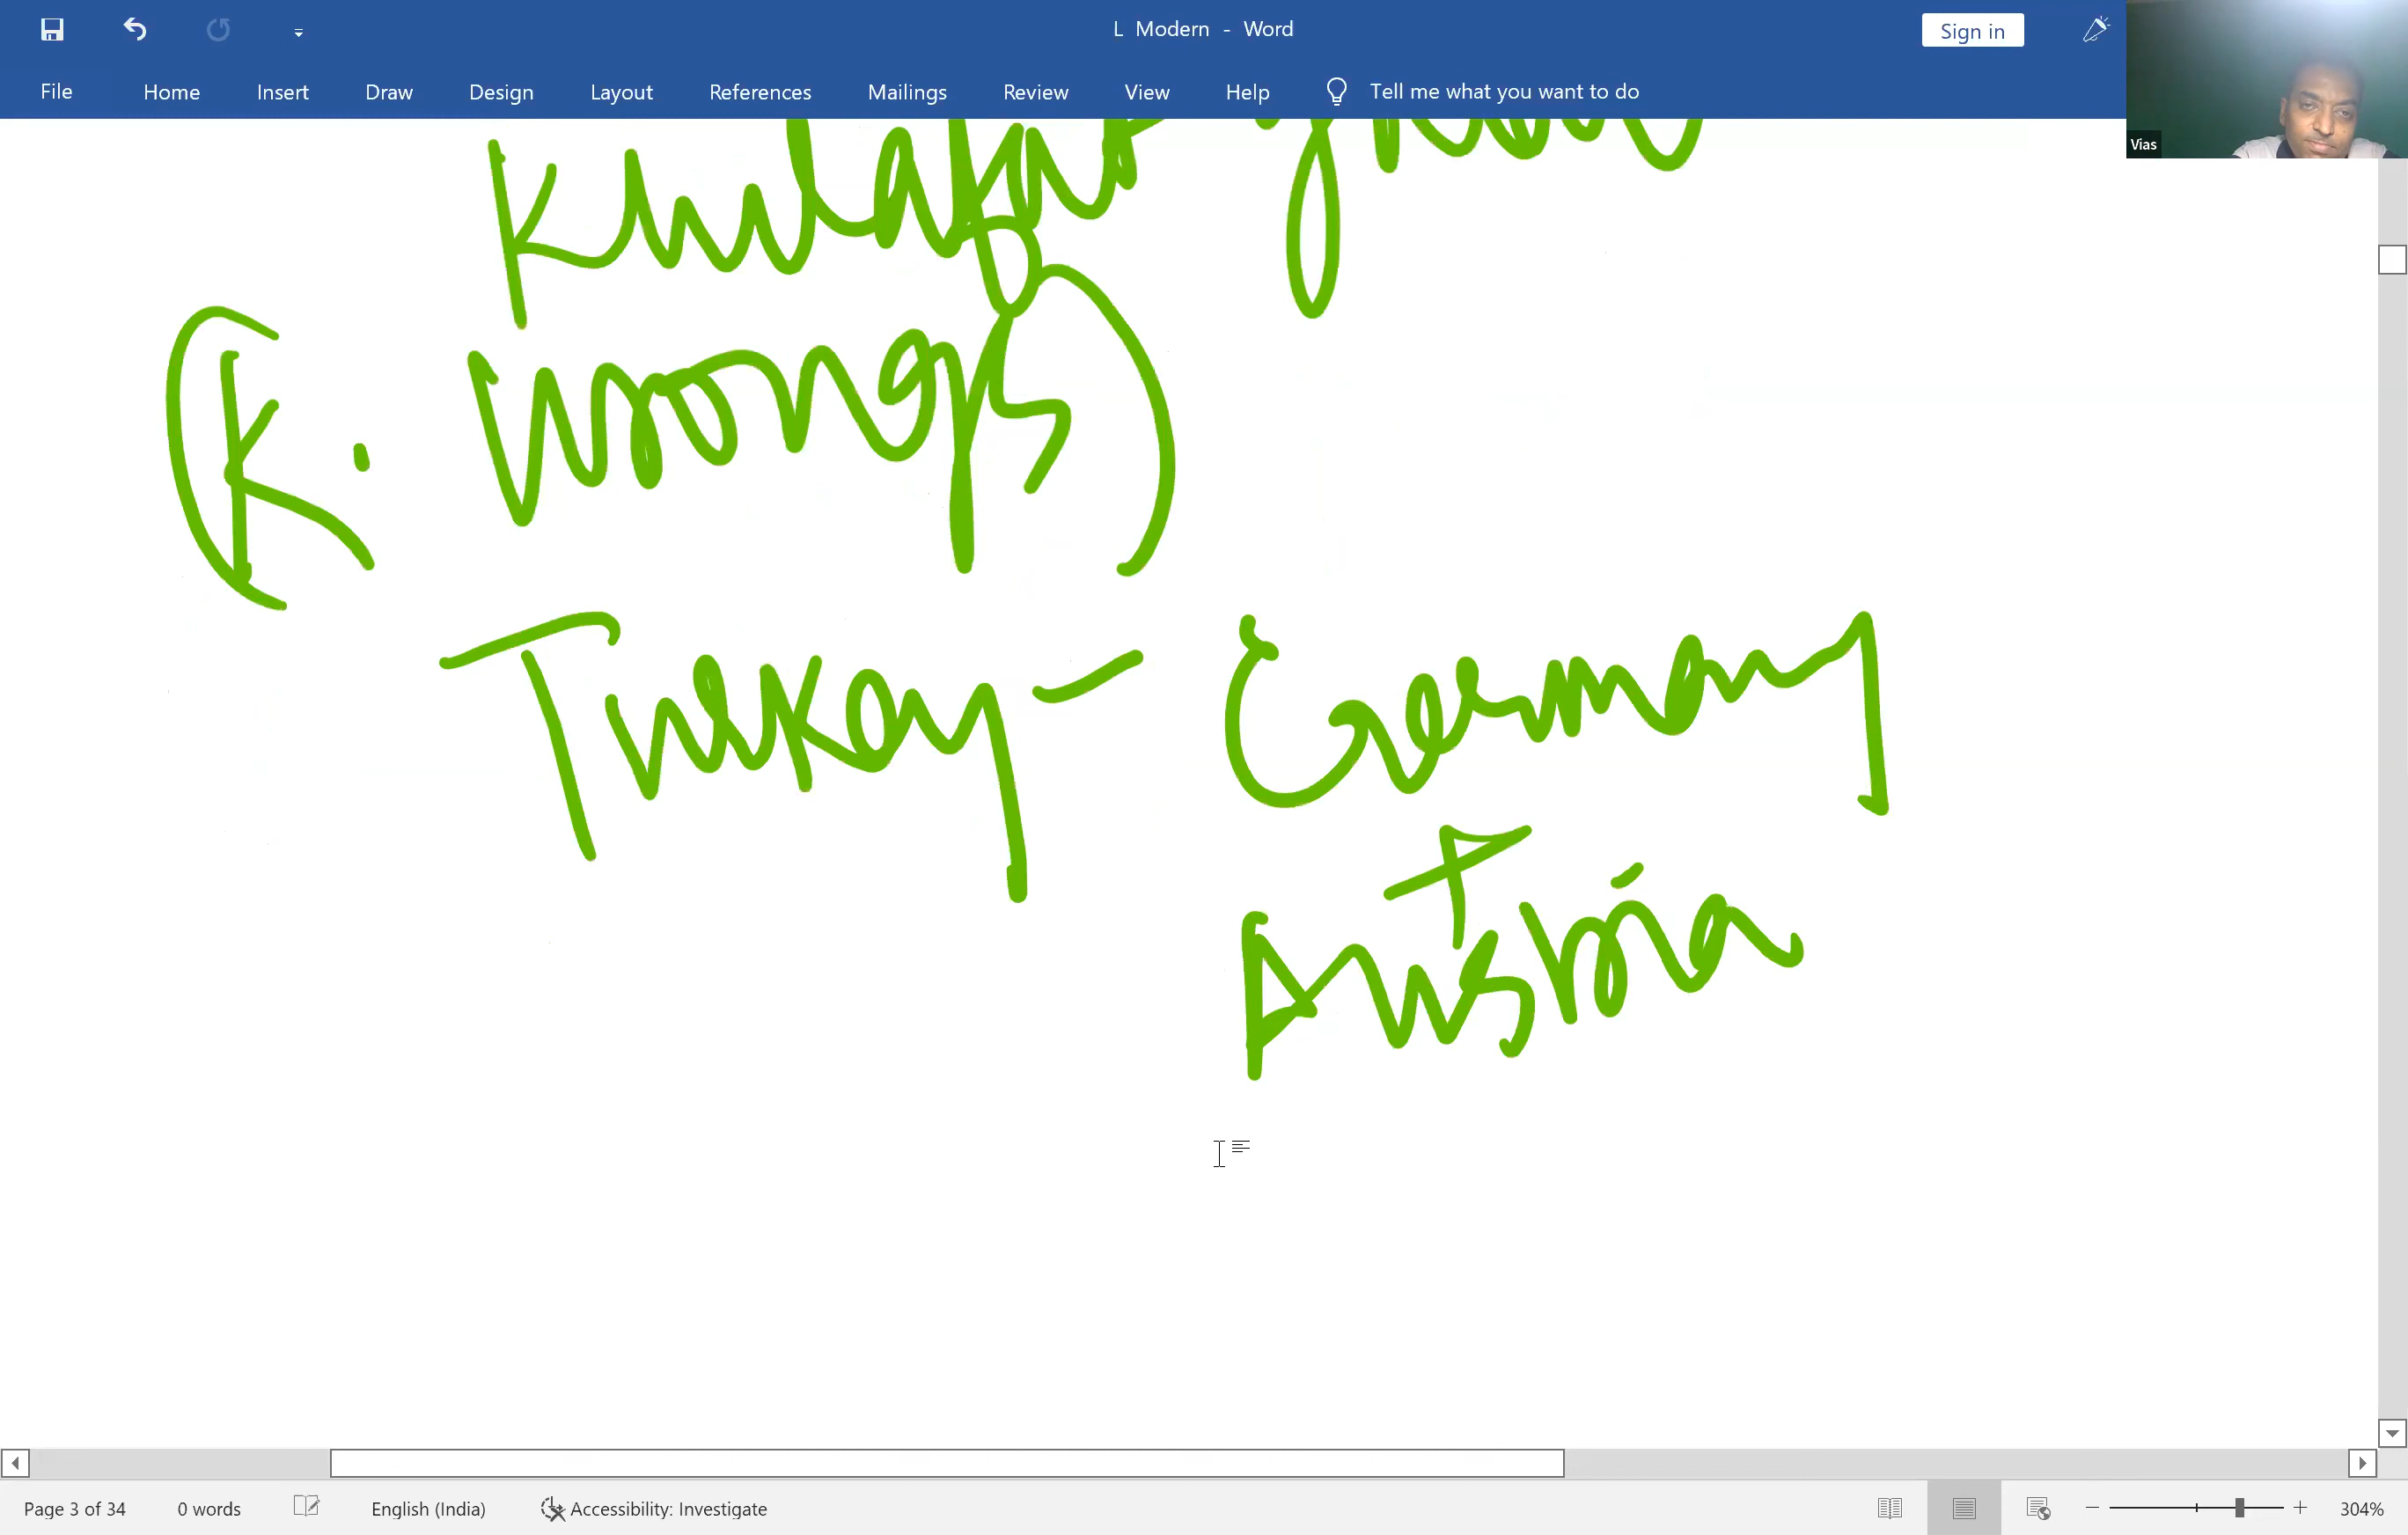 L Modern - Word
Sign in
File Home Insert Draw Design Layout References Mailings Review View Help Tell me what you want to do
Vias
Khilafat
(K. Wrongs)
Turkey - Germany
+
Austria
Page 3 of 34 0 words English (India) Accessibility: Investigate 304%